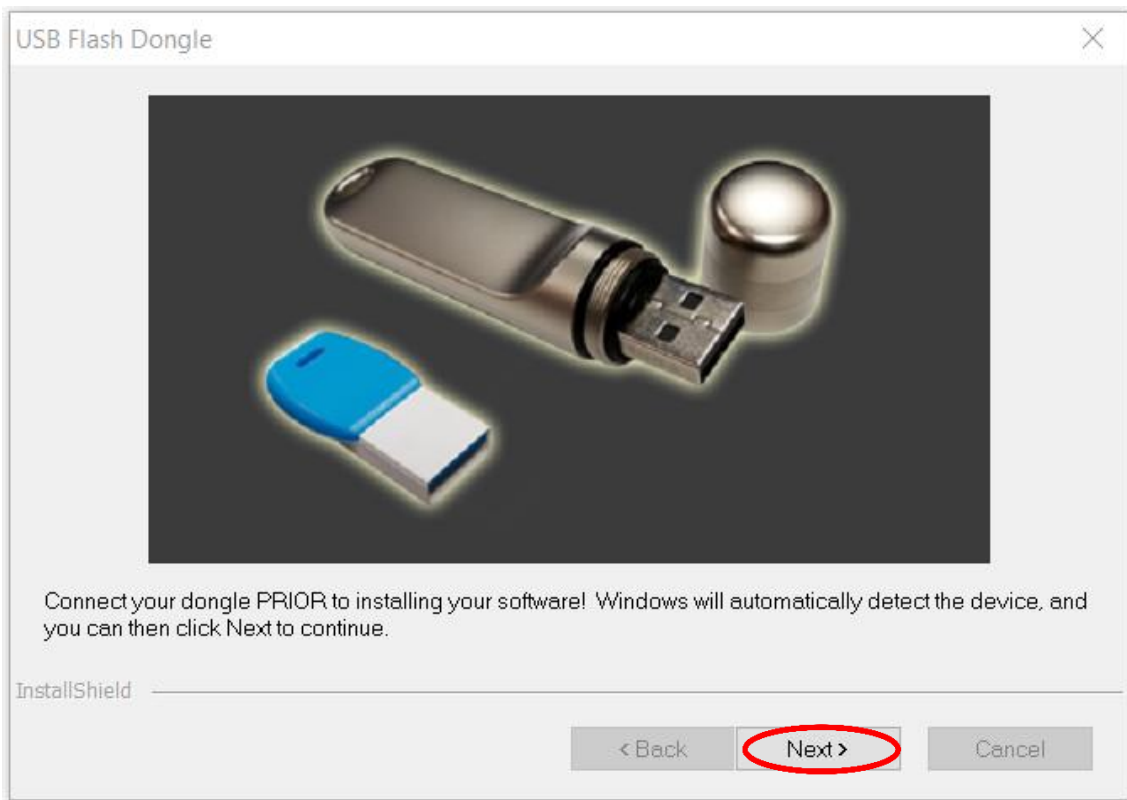 USB Flash Dongle
Connect your dongle PRIOR to installing your software! Windows will automatically detect the device, and
you can then click Next to continue.
InstallShield
< Back Next > Cancel